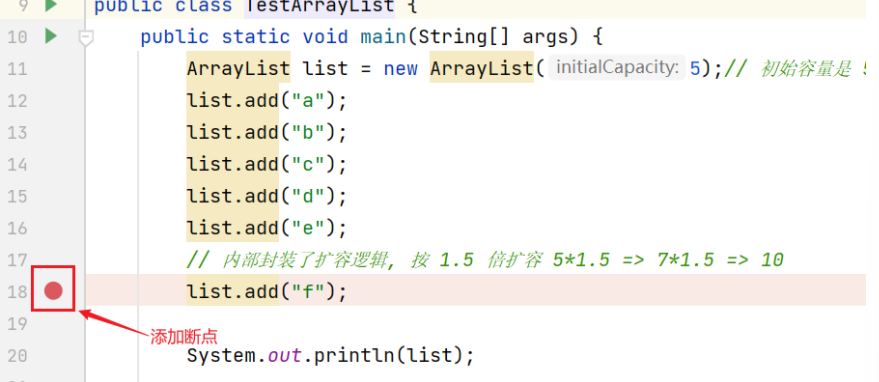 9 public class TestArrayList {
10 public static void main(String[] args) {
11 ArrayList list = new ArrayList( initialCapacity: 5);// 初始容量是
12 list.add("a");
13 list.add("b");
14 list.add("c");
15 list.add("d");
16 list.add("e");
17 // 内部封装了扩容逻辑, 按 1.5 倍扩容 5*1.5 => 7*1.5 => 10
18 list.add("f");
19 添加断点
20 System.out.println(list);